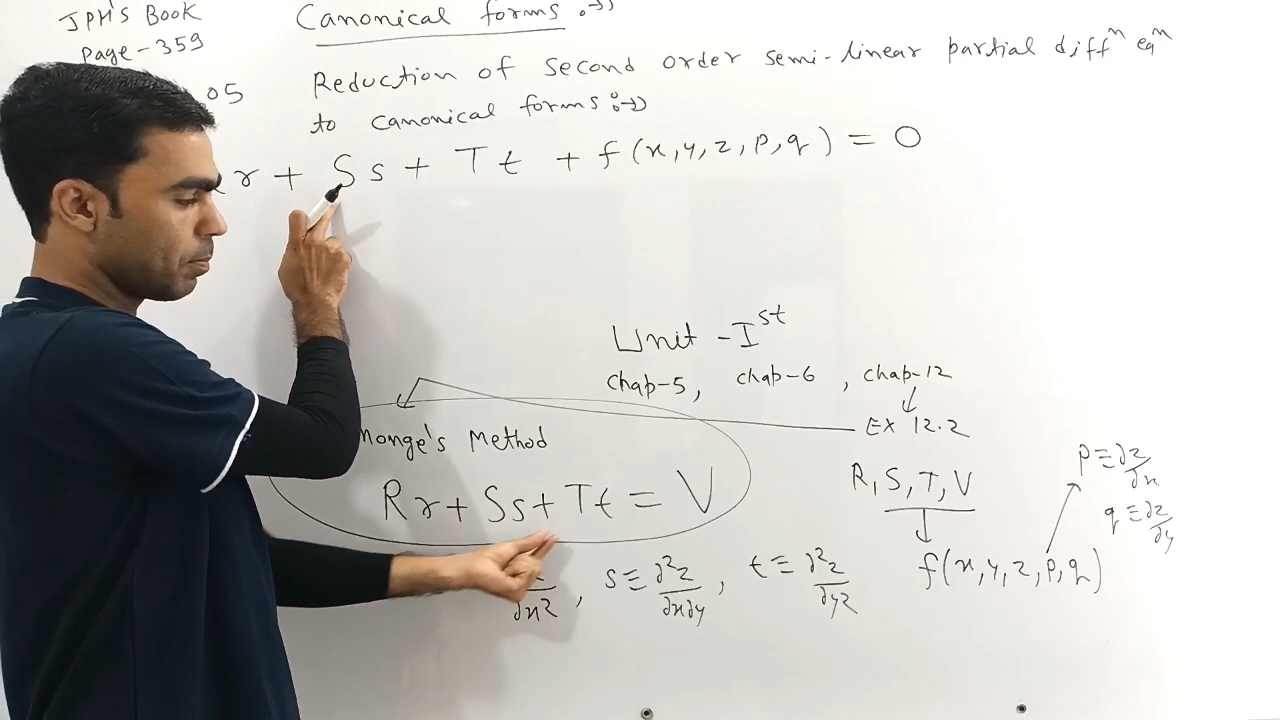 JPH's Book
Page-359
05
Canonical forms :→
Reduction of second order semi-linear partial diffⁿ eqⁿ
to canonical forms :→
r + Ss + Tt + f(x,y,z,p,q) = 0
Unit - Iˢᵗ
chap-5, chap-6, chap-12
EX 12.2
Monge's Method
Rr + Ss + Tt = V
R,S,T,V
p ≡ ∂z/∂x
q ≡ ∂z/∂y
f(x,y,z,p,q)
∂x², s ≡ ∂²z/∂x∂y, t ≡ ∂²z/∂y²